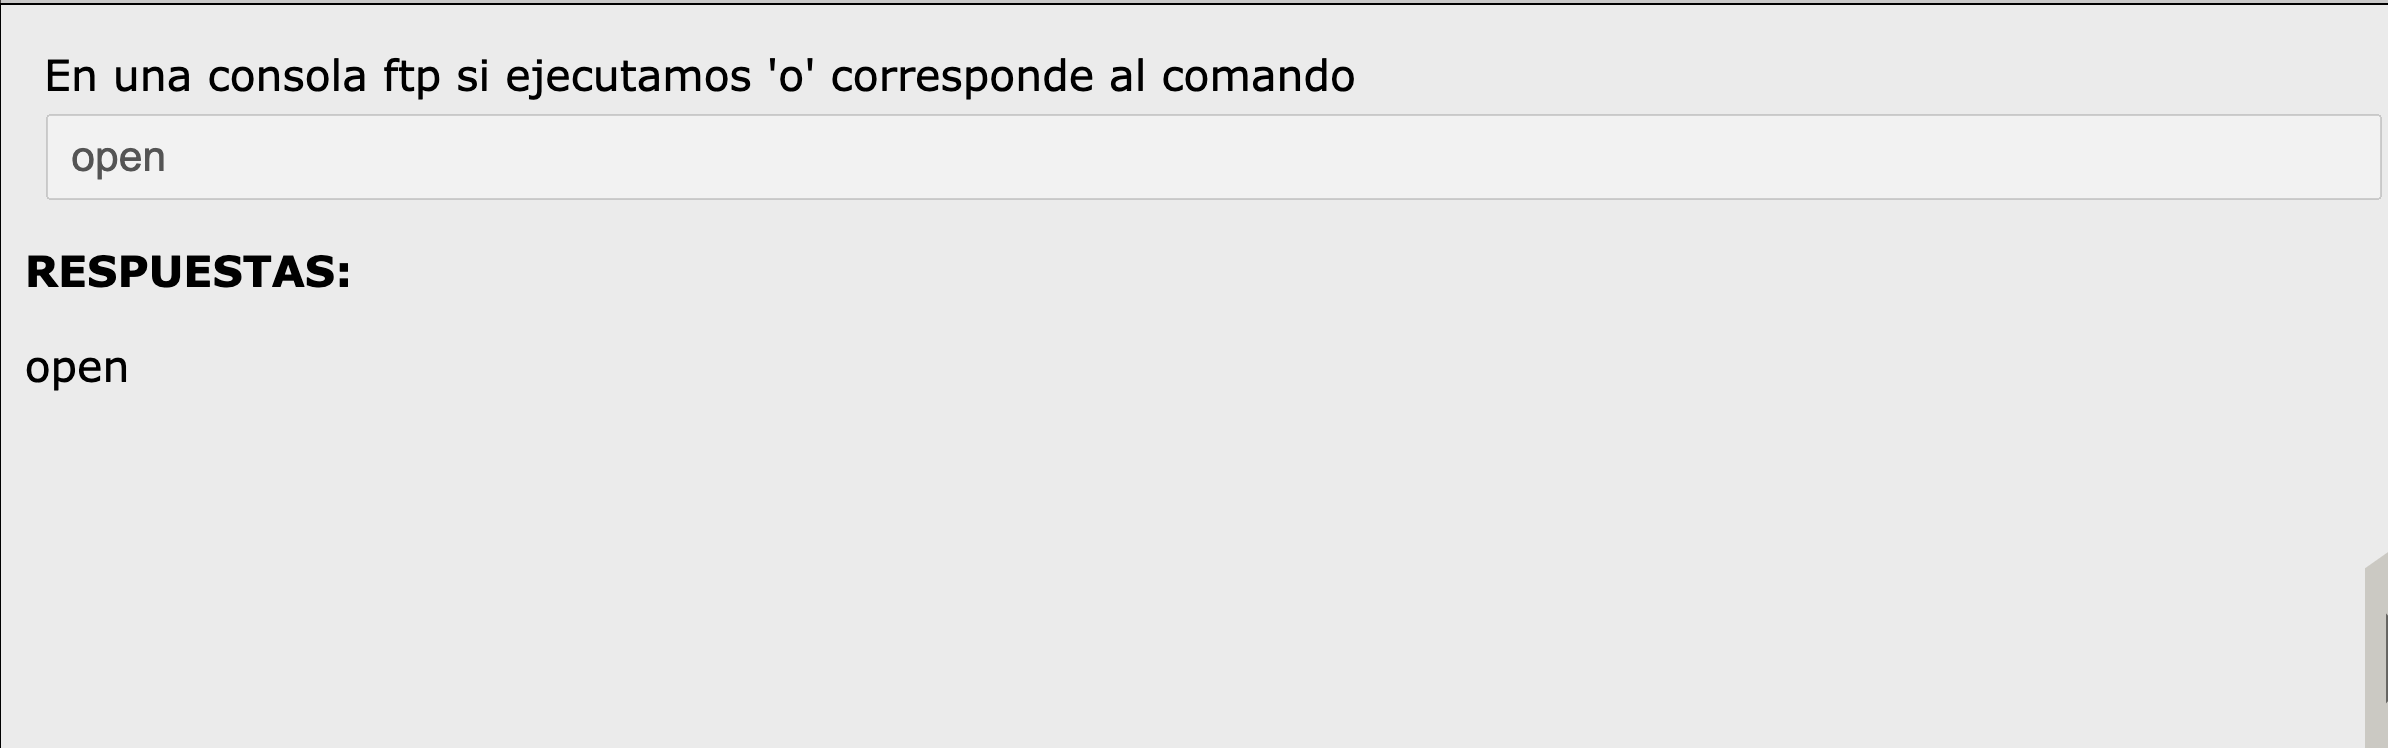 En una consola ftp si ejecutamos 'o' corresponde al comando
open
RESPUESTAS:
open